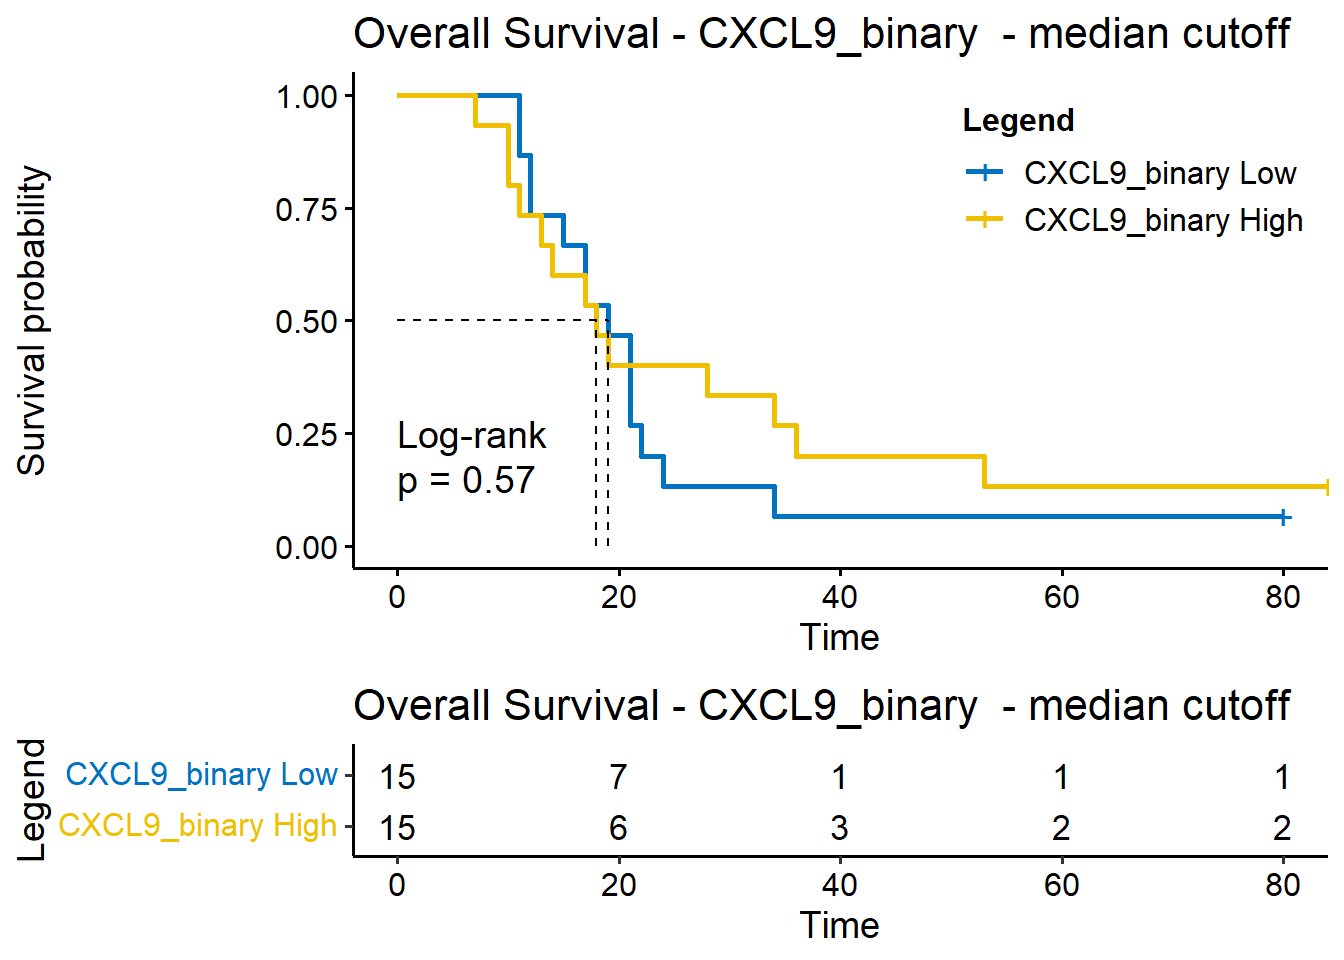 Overall Survival - CXCL9_binary  - median cutoff
Survival probability
1.00
0.75
0.50
0.25
0.00
Legend
CXCL9_binary Low
CXCL9_binary High
Log-rank
p = 0.57
0 20 40 60 80
Time
Overall Survival - CXCL9_binary  - median cutoff
Legend
CXCL9_binary Low 15 7 1 1 1
CXCL9_binary High 15 6 3 2 2
0 20 40 60 80
Time